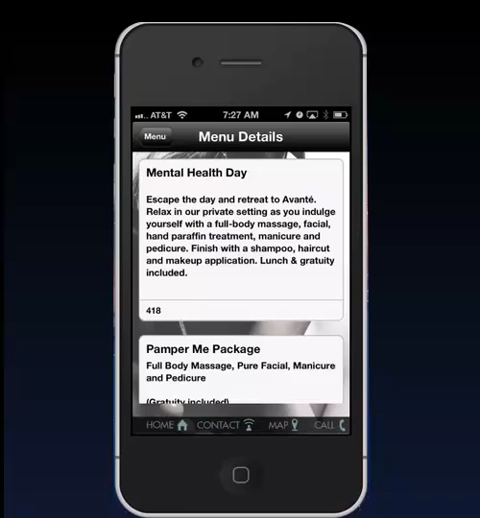 AT&T 7:27 AM
Menu Menu Details
Mental Health Day
Escape the day and retreat to Avanté.
Relax in our private setting as you indulge
yourself with a full-body massage, facial,
hand paraffin treatment, manicure and
pedicure. Finish with a shampoo, haircut
and makeup application. Lunch & gratuity
included.
418
Pamper Me Package
Full Body Massage, Pure Facial, Manicure
and Pedicure
(Gratuity included)
HOME CONTACT MAP CALL